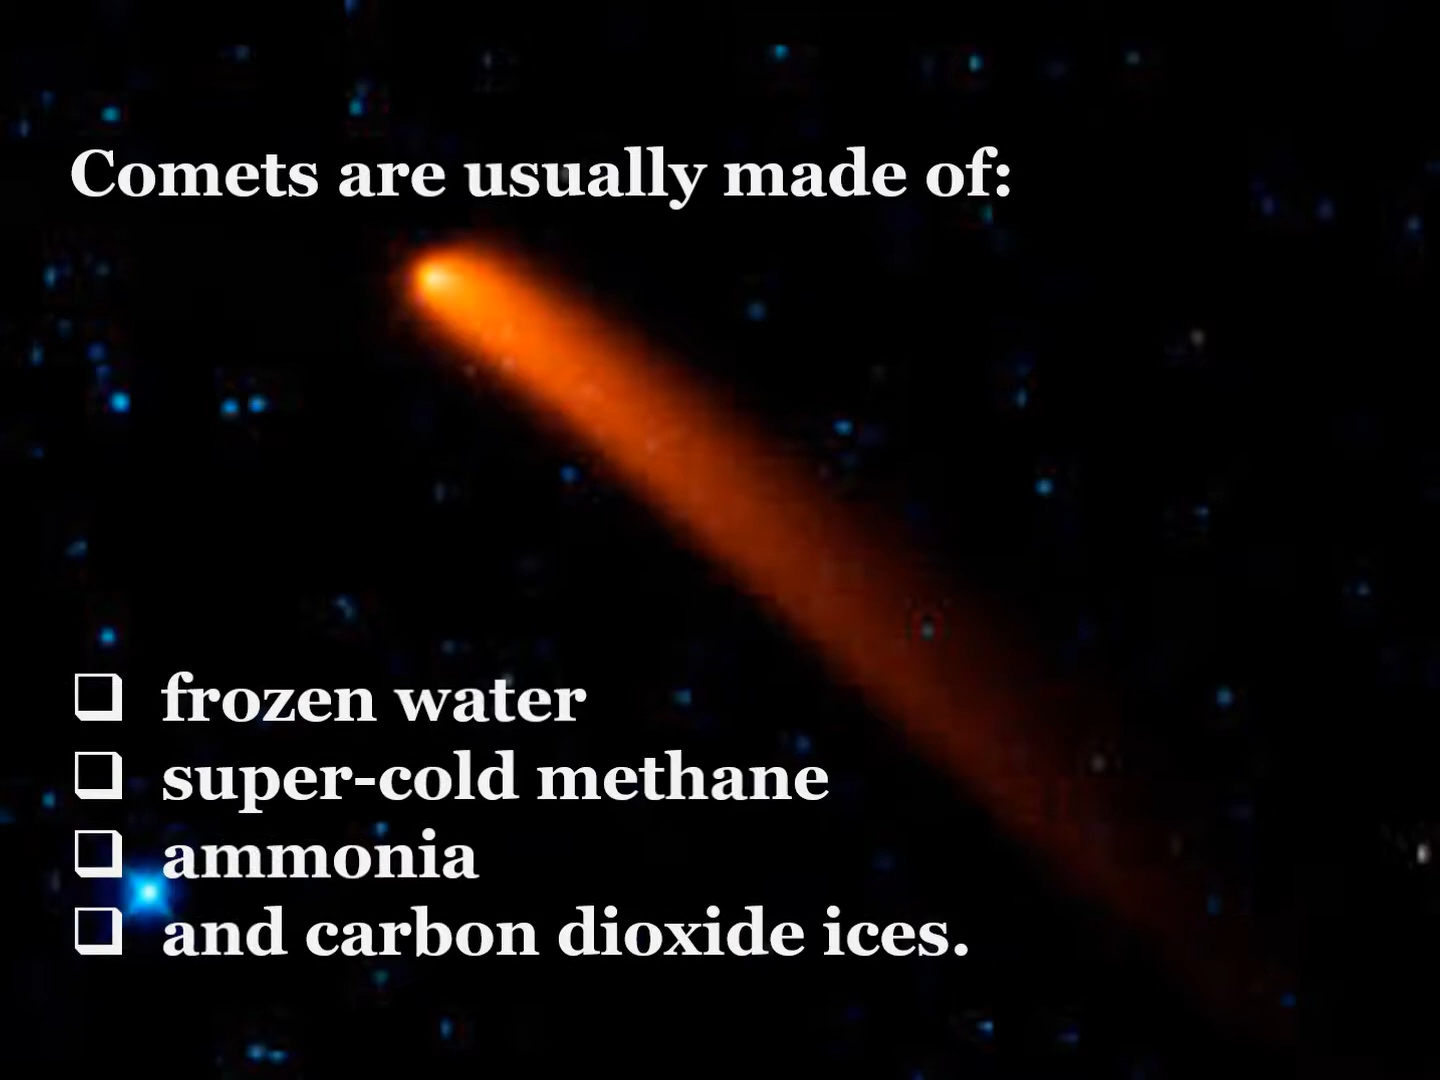 Comets are usually made of:
❑ frozen water
❑ super-cold methane
❑ ammonia
❑ and carbon dioxide ices.